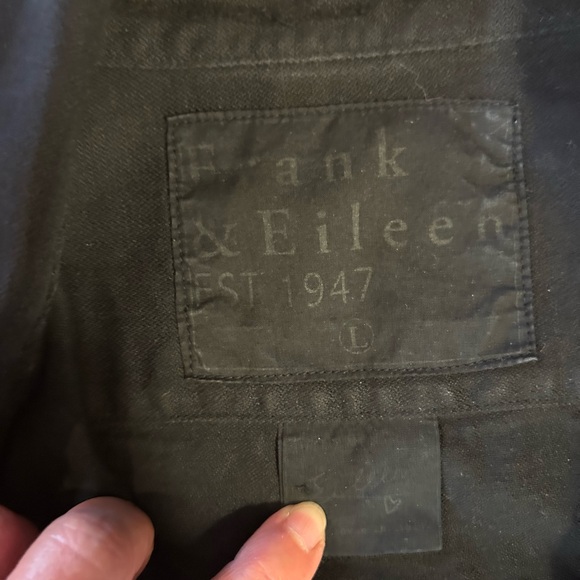 Frank
& Eileen
EST 1947
L